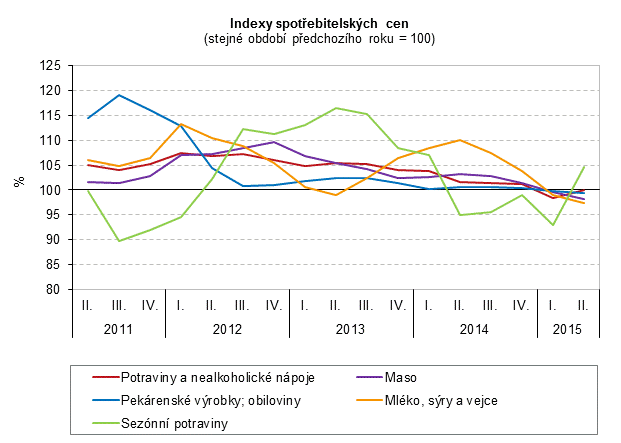 Indexy spotřebitelských cen
(stejné období předchozího roku = 100)
125
120
115
110
105
100
95
90
85
80
%
II. III. IV. I. II. III. IV. I. II. III. IV. I. II. III. IV. I. II.
2011 2012 2013 2014 2015
Potraviny a nealkoholické nápoje
Maso
Pekárenské výrobky; obiloviny
Mléko, sýry a vejce
Sezónní potraviny